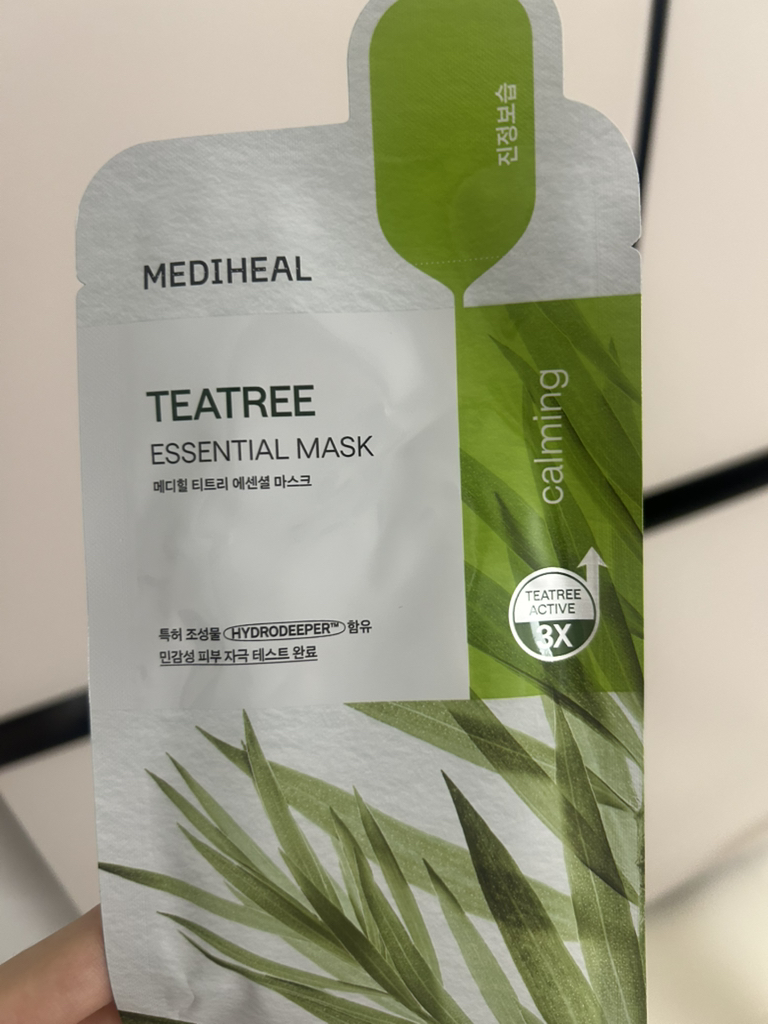 진정보습
MEDIHEAL
TEATREE
ESSENTIAL MASK
메디힐 티트리 에센셜 마스크
calming
TEATREE
ACTIVE
3X
특허 조성물 HYDRODEEPER™ 함유
민감성 피부 자극 테스트 완료